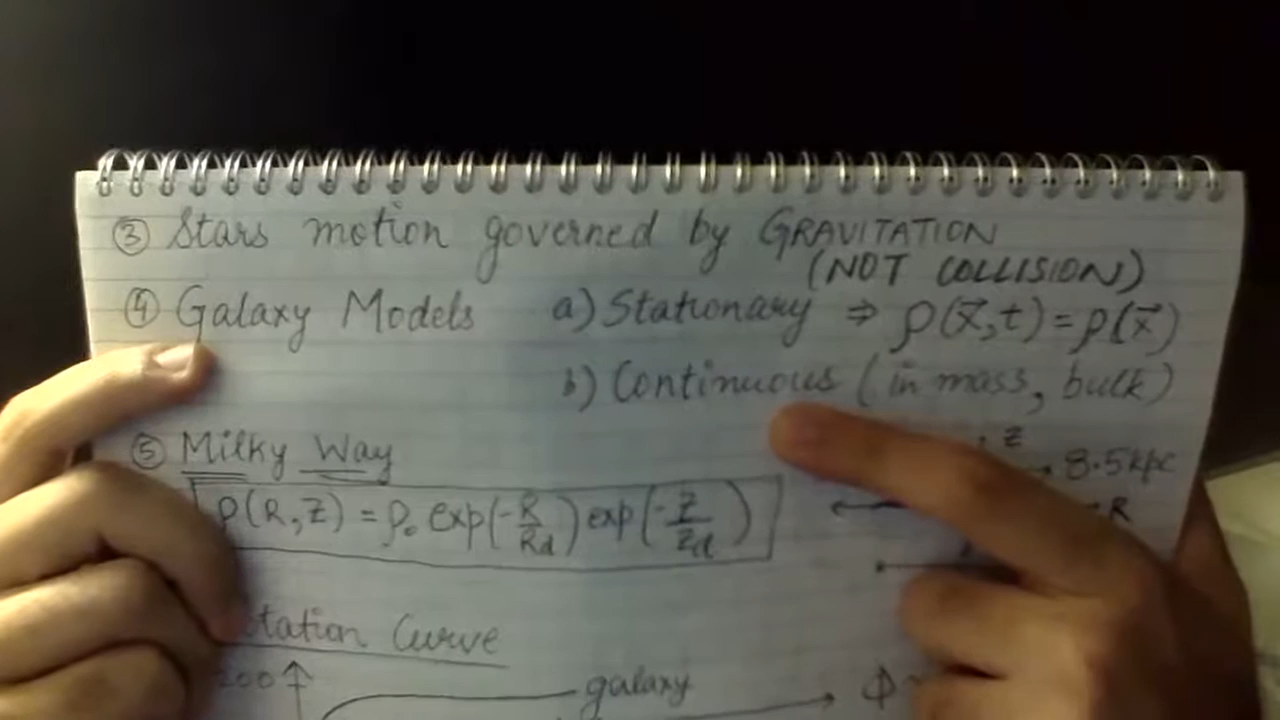 ③ Stars motion governed by GRAVITATION
(NOT COLLISION)
④ Galaxy Models a) Stationary ⇒ ρ(x⃗,t)=ρ(x⃗)
b) Continuous (in mass, bulk)
⑤ Milky Way
Z
8.5kpc
ρ(R,Z) = ρ₀ exp(-R/Rd) exp(-Z/Zd)
R
Curve
galaxy
Φ